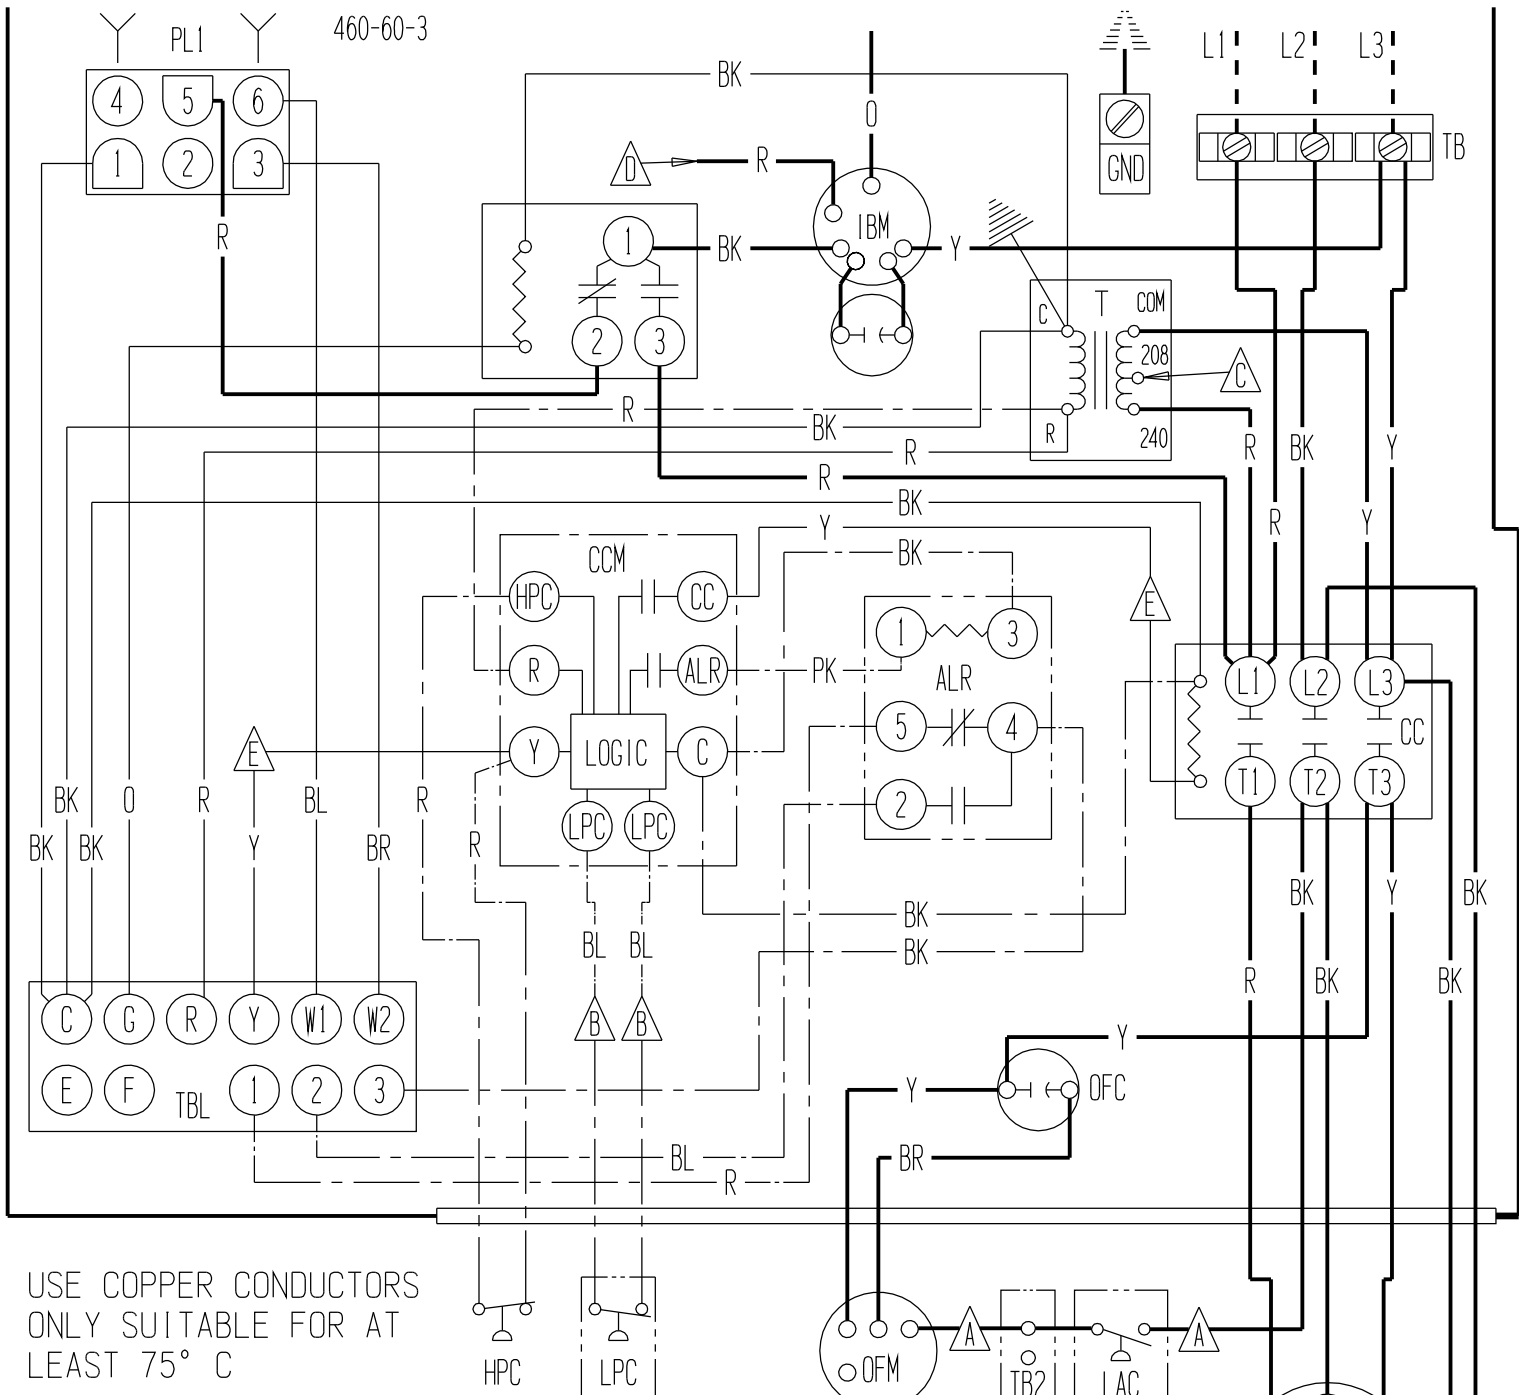 460-60-3
PL1
4 5 6
1 2 3
R
BK
O
D R
IBM
BK Y
1
2 3
GND
L1 L2 L3
TB
C T COM
208
C
R 240
R
BK
R
R
BK
Y
BK
R BK Y
R Y
CCM
HPC CC
R ALR
Y LOGIC C
LPC LPC
PK
1 3
ALR
5 4
2
E
L1 L2 L3
CC
T1 T2 T3
E
BK O R BL R
BK BK Y BR R
BK Y BK
BK
BK
BL BL
R BK BK
B B
C G R Y W1 W2
E F TBL 1 2 3
Y
Y OFC
BR
BL
R
USE COPPER CONDUCTORS
ONLY SUITABLE FOR AT
LEAST 75° C
HPC LPC
OFM
A A
TB2 LAC